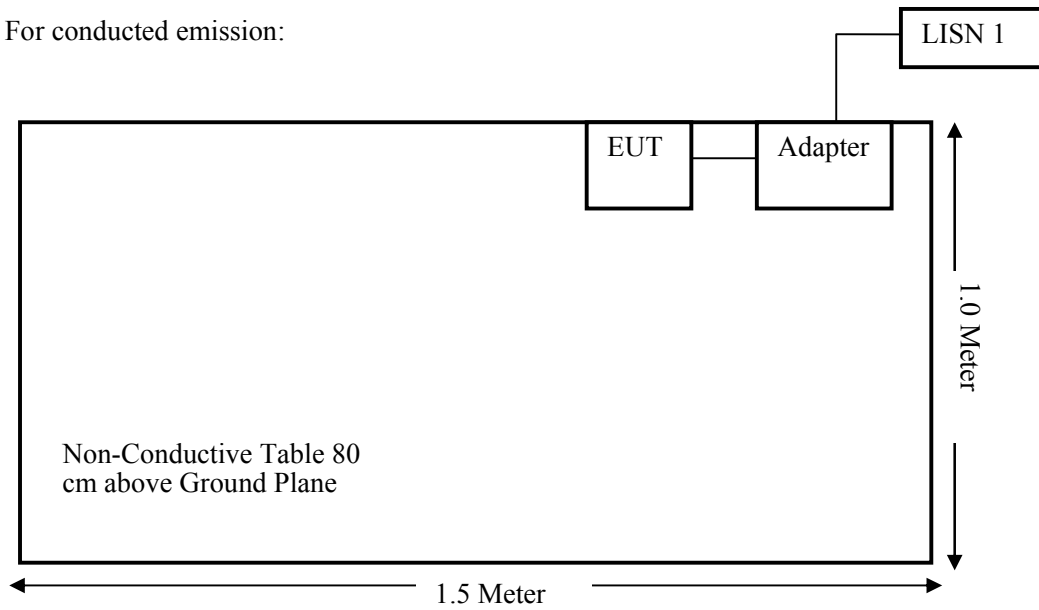 For conducted emission:
LISN 1
EUT
Adapter
1.0 Meter
Non-Conductive Table 80
cm above Ground Plane
1.5 Meter